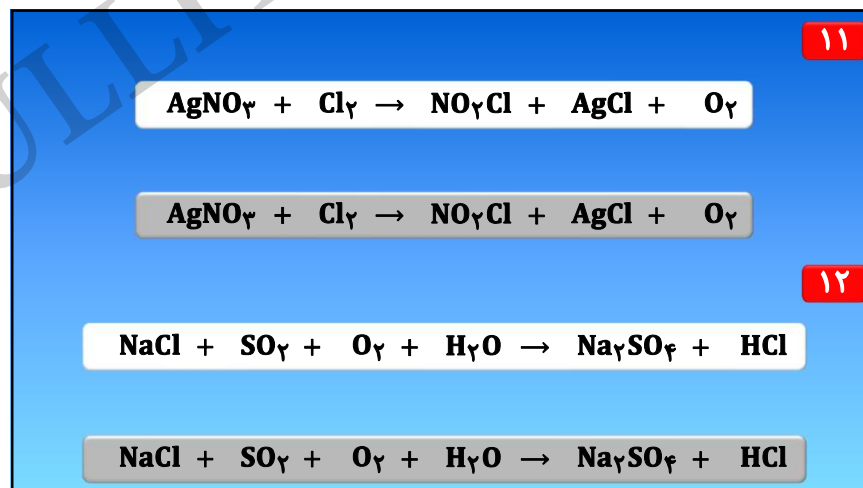 ۱۱
AgNO۳ + Cl۲ → NO۲Cl + AgCl + O۲
AgNO۳ + Cl۲ → NO۲Cl + AgCl + O۲
۱۲
NaCl + SO۲ + O۲ + H۲O → Na۲SO۴ + HCl
NaCl + SO۲ + O۲ + H۲O → Na۲SO۴ + HCl